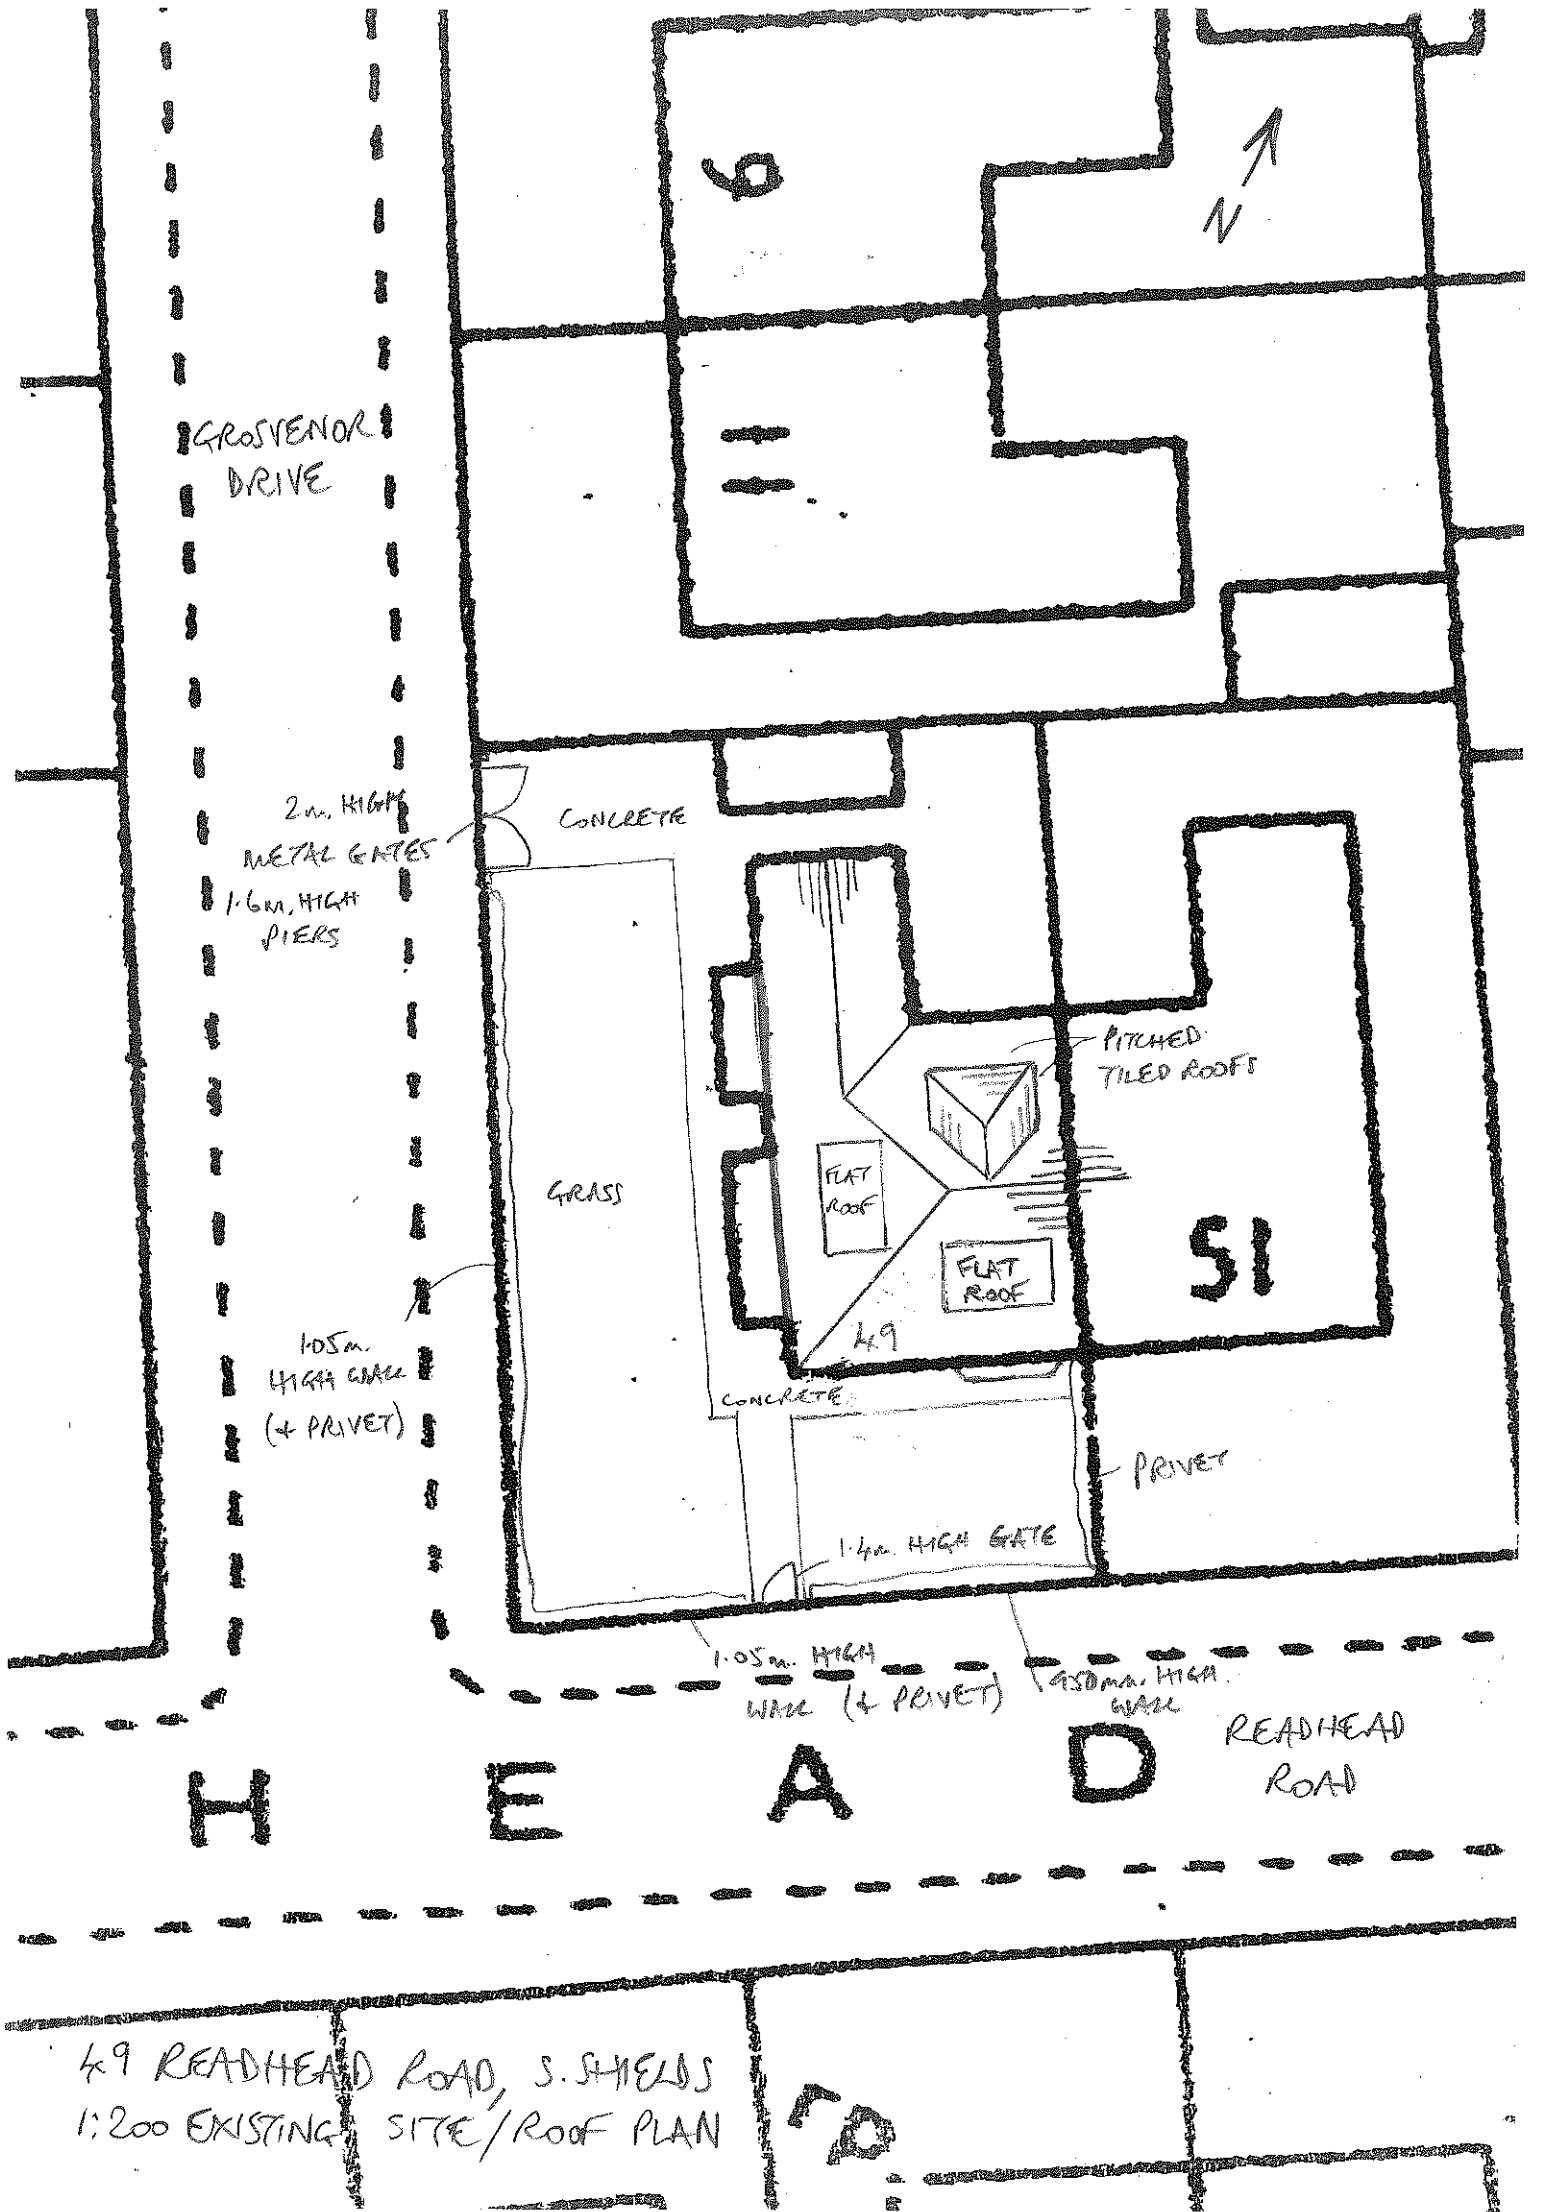 9
N
GROSVENOR
DRIVE
11
2m. HIGH
METAL GATES
1.6m. HIGH
PIERS
CONCRETE
PITCHED
TILED ROOFS
GRASS
FLAT
ROOF
FLAT
ROOF
51
49
1.05m.
HIGH WALL
(+ PRIVET)
CONCRETE
PRIVET
1.4m. HIGH GATE
1.05m. HIGH
WALL (+ PRIVET)
950mm. HIGH
WALL
READHEAD
ROAD
H E A D
49 READHEAD ROAD, S. SHIELDS
1:200 EXISTING SITE/ROOF PLAN